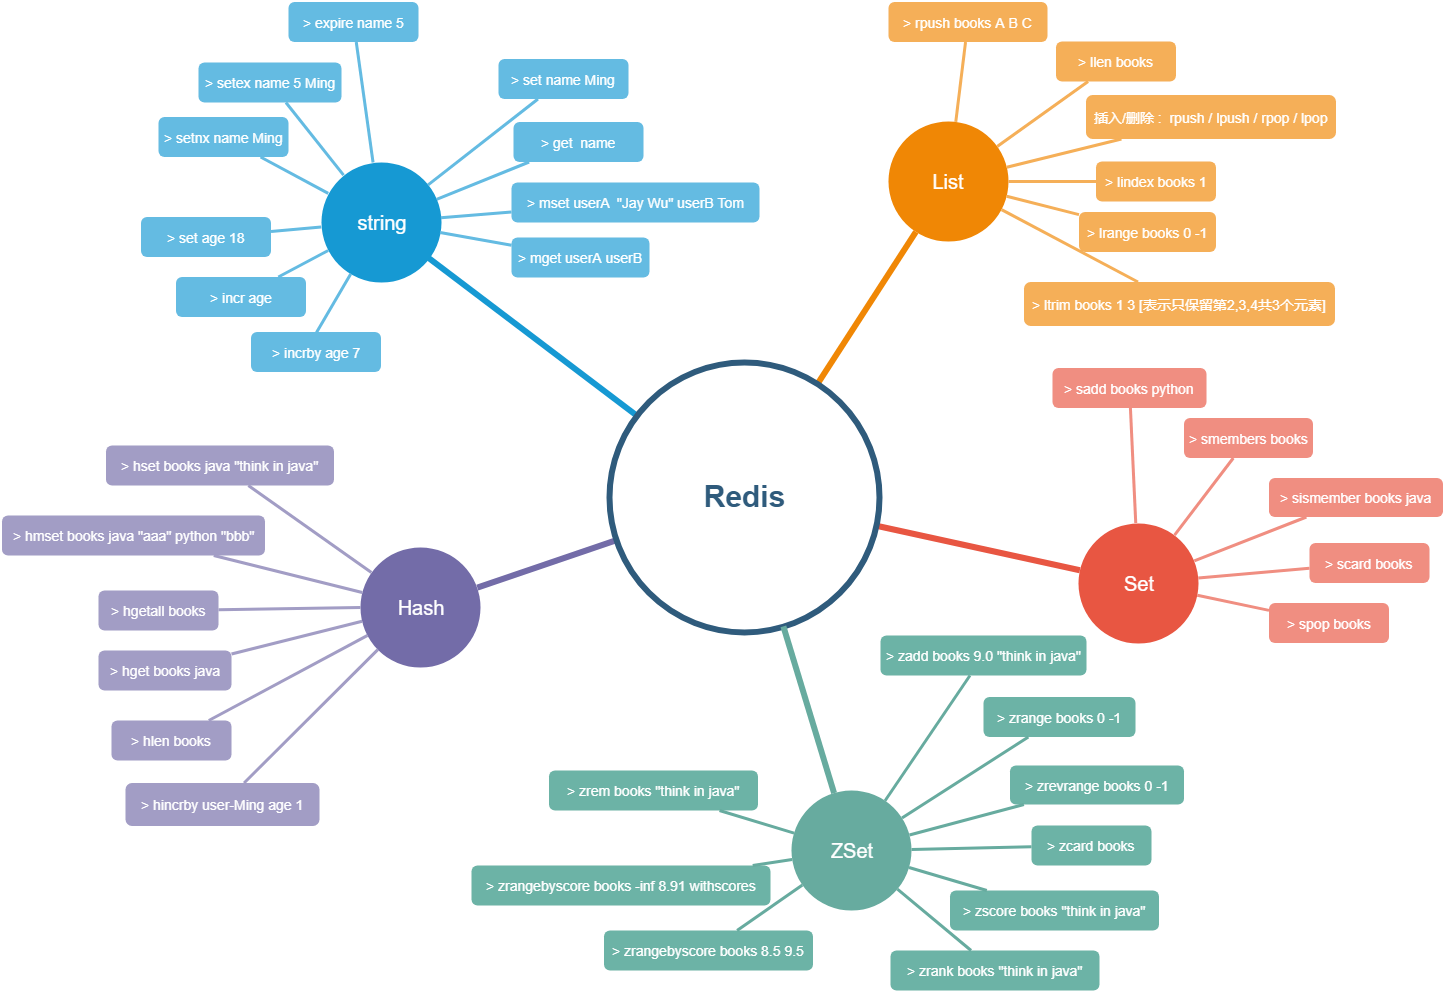 Redis
string
> expire name 5
> setex name 5 Ming
> setnx name Ming
> set age 18
> incr age
> incrby age 7
> set name Ming
> get  name
> mset userA  "Jay Wu" userB Tom
> mget userA userB
List
> rpush books A B C
> llen books
插入/删除： rpush / lpush / rpop / lpop
> lindex books 1
> lrange books 0 -1
> ltrim books 1 3 [表示只保留第2,3,4共3个元素]
Set
> sadd books python
> smembers books
> sismember books java
> scard books
> spop books
Hash
> hset books java "think in java"
> hmset books java "aaa" python "bbb"
> hgetall books
> hget books java
> hlen books
> hincrby user-Ming age 1
ZSet
> zadd books 9.0 "think in java"
> zrange books 0 -1
> zrevrange books 0 -1
> zcard books
> zscore books "think in java"
> zrank books "think in java"
> zrem books "think in java"
> zrangebyscore books -inf 8.91 withscores
> zrangebyscore books 8.5 9.5